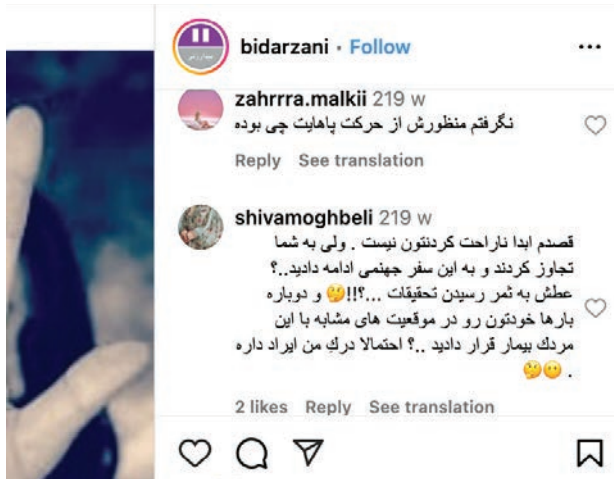 bidarzani · Follow
zahrrra.malkii 219 w
نگرفتم منظورش از حرکت پاهایت چی بوده
Reply See translation
shivamoghbeli 219 w
قصدم ابدا ناراحت کردنتون نیست . ولی به شما
تجاوز کردند و به این سفر جهنمی ادامه دادید..؟
عطش به ثمر رسیدن تحقیقات ...؟!!🤔 و دوباره
بارها خودتون رو در موقعیت های مشابه با این
مردك بیمار قرار دادید ..؟ احتمالا درك من ایراد داره
. 😶🤔
2 likes Reply See translation